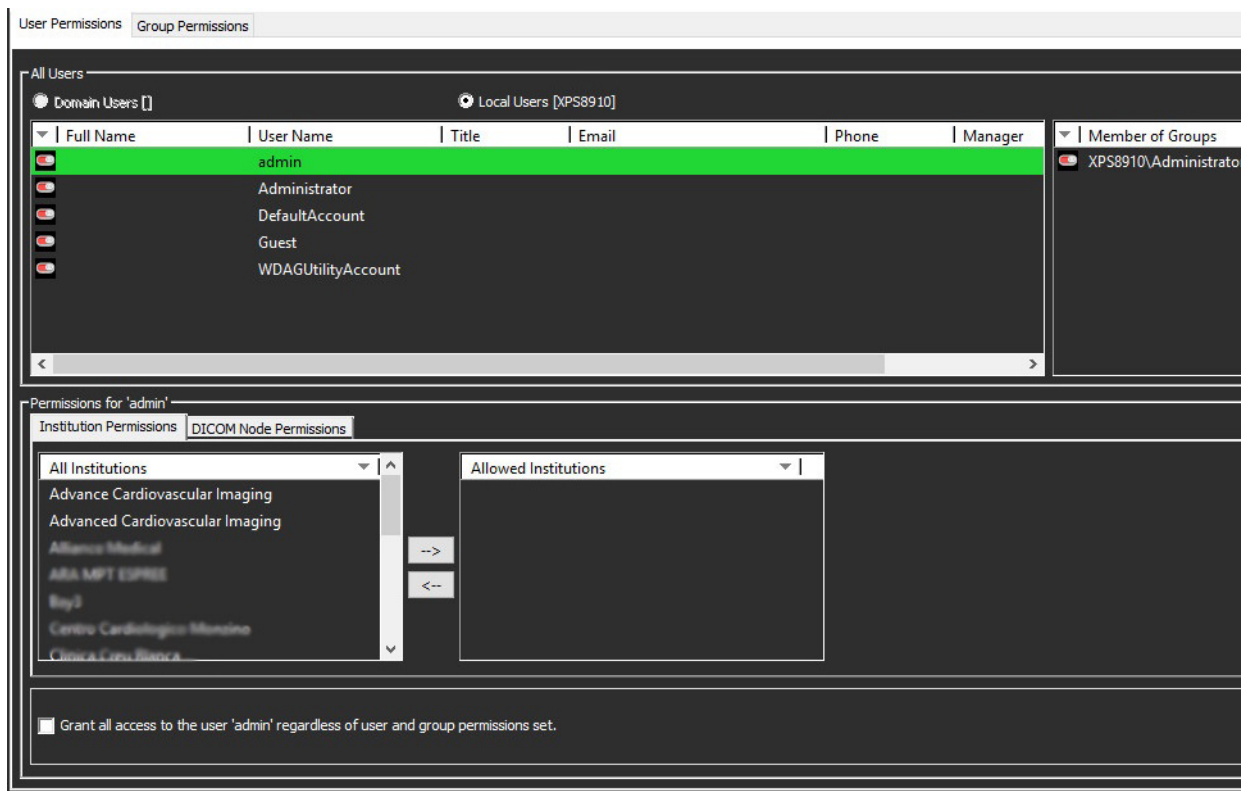 User Permissions Group Permissions
All Users
Domain Users [] Local Users [XPS8910]
Full Name User Name Title Email Phone Manager Member of Groups
admin XPS8910\Administrato
Administrator
DefaultAccount
Guest
WDAGUtilityAccount
Permissions for 'admin'
Institution Permissions DICOM Node Permissions
All Institutions Allowed Institutions
Advance Cardiovascular Imaging
Advanced Cardiovascular Imaging
-->
<--
Grant all access to the user 'admin' regardless of user and group permissions set.